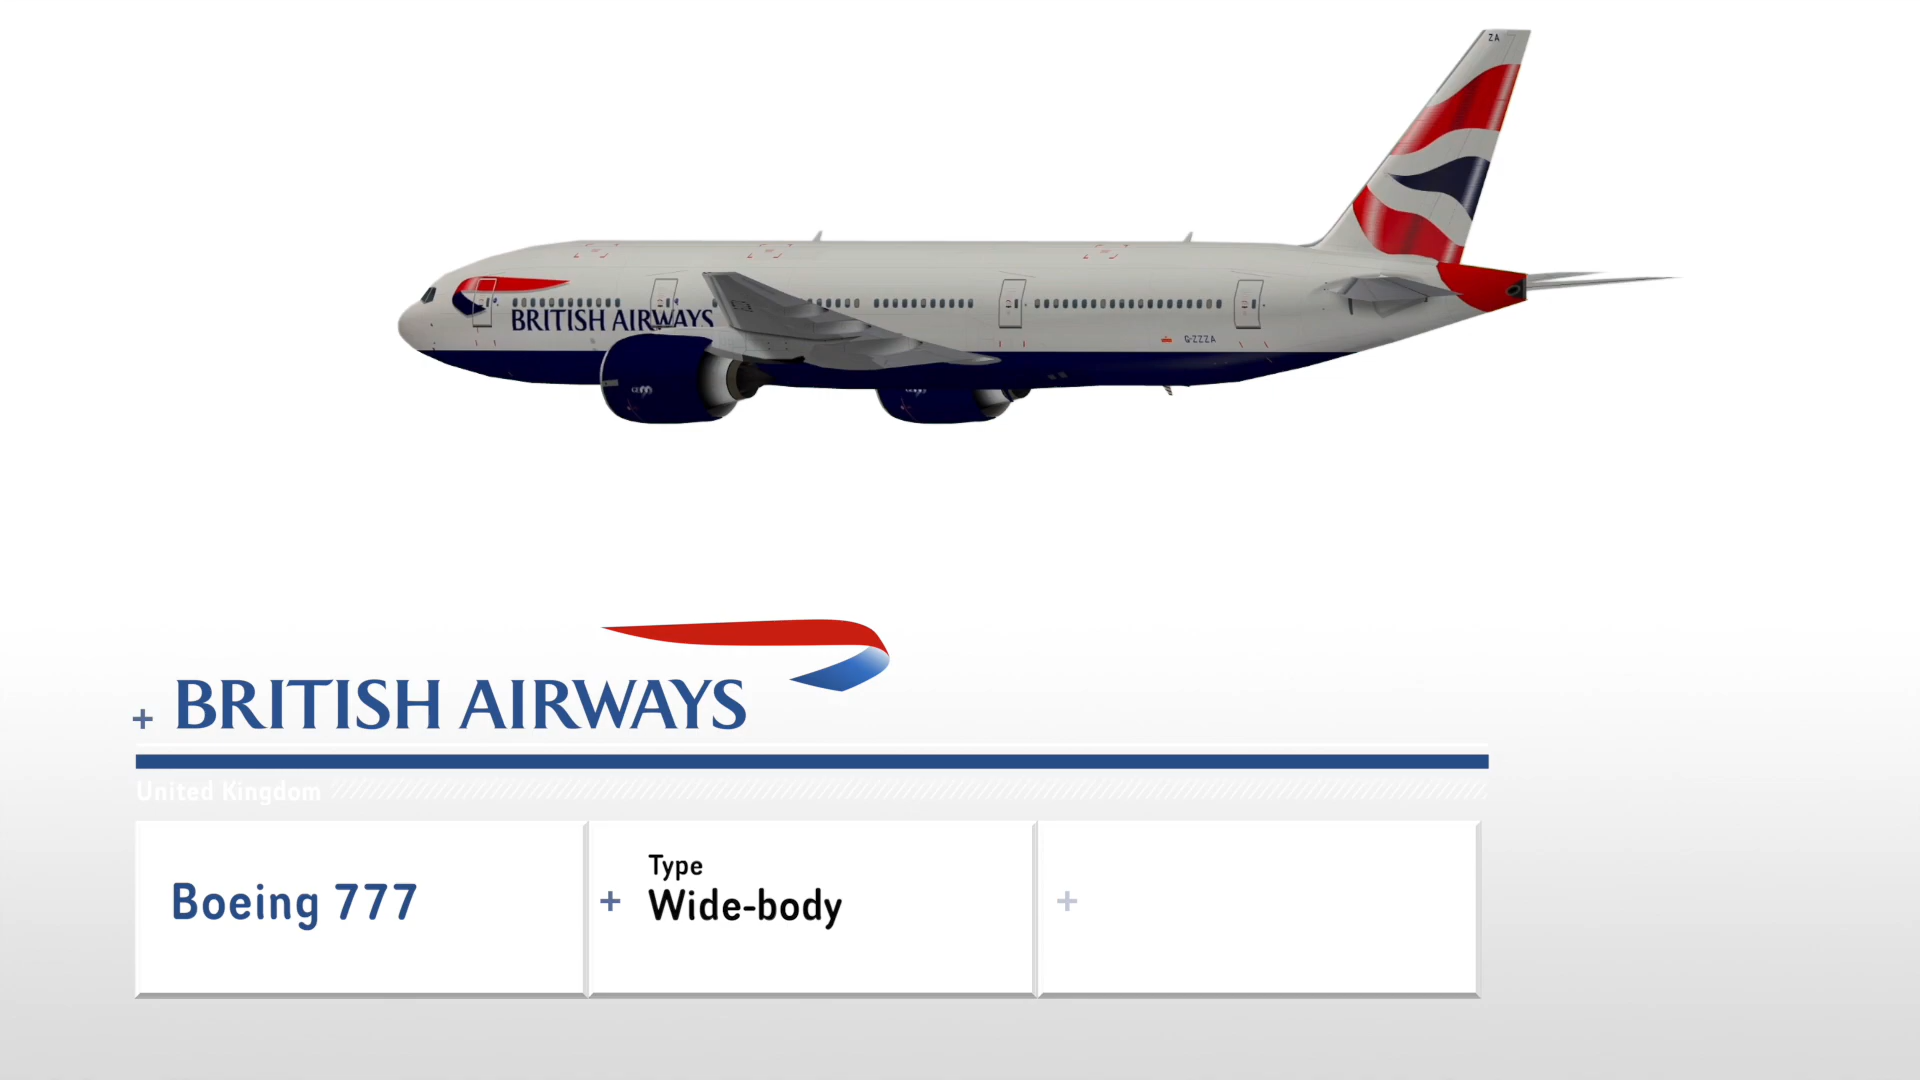 ZA
BRITISH AIRWAYS
G-ZZZA
+ BRITISH AIRWAYS
United Kingdom
Boeing 777
+ Type
Wide-body
+